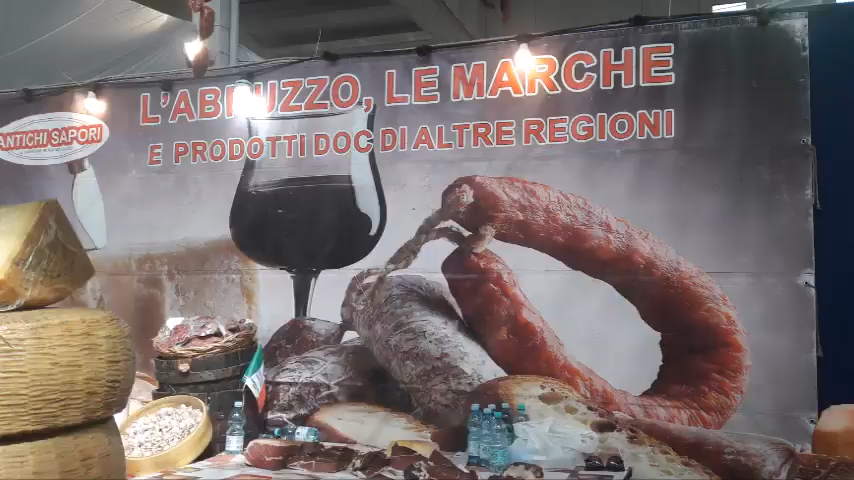 L'ABRUZZO, LE MARCHE
E PRODOTTI DOC DI ALTRE REGIONI
ANTICHI SAPORI